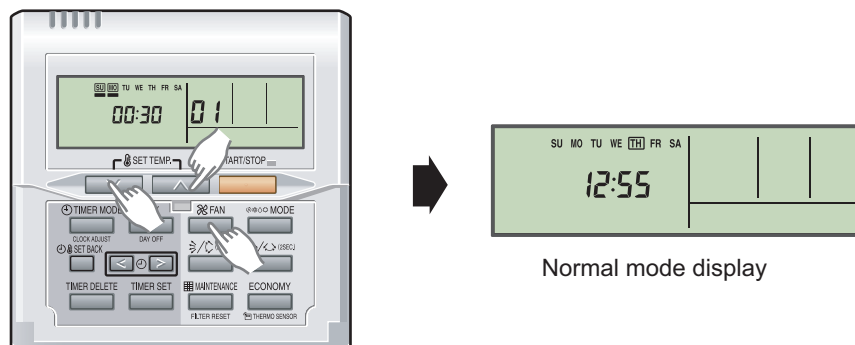 SU MO TU WE TH FR SA
00:30 01
SET TEMP. START/STOP
TIMER MODE FAN MODE
CLOCK ADJUST DAY OFF
SET BACK (2SEC.)
TIMER DELETE TIMER SET MAINTENANCE ECONOMY
FILTER RESET THERMO SENSOR
SU MO TU WE TH FR SA
12:55
Normal mode display